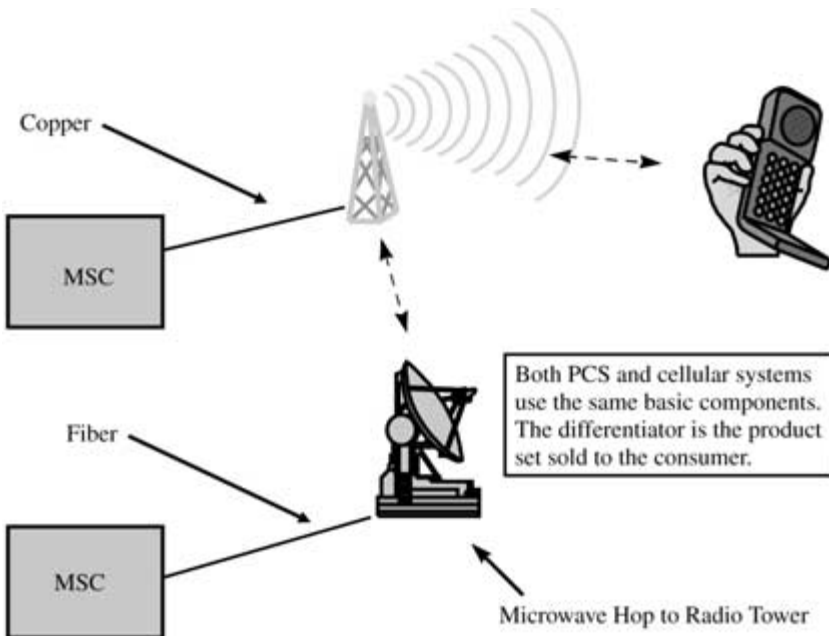 Copper
MSC
Both PCS and cellular systems
use the same basic components.
The differentiator is the product
set sold to the consumer.
Fiber
MSC
Microwave Hop to Radio Tower